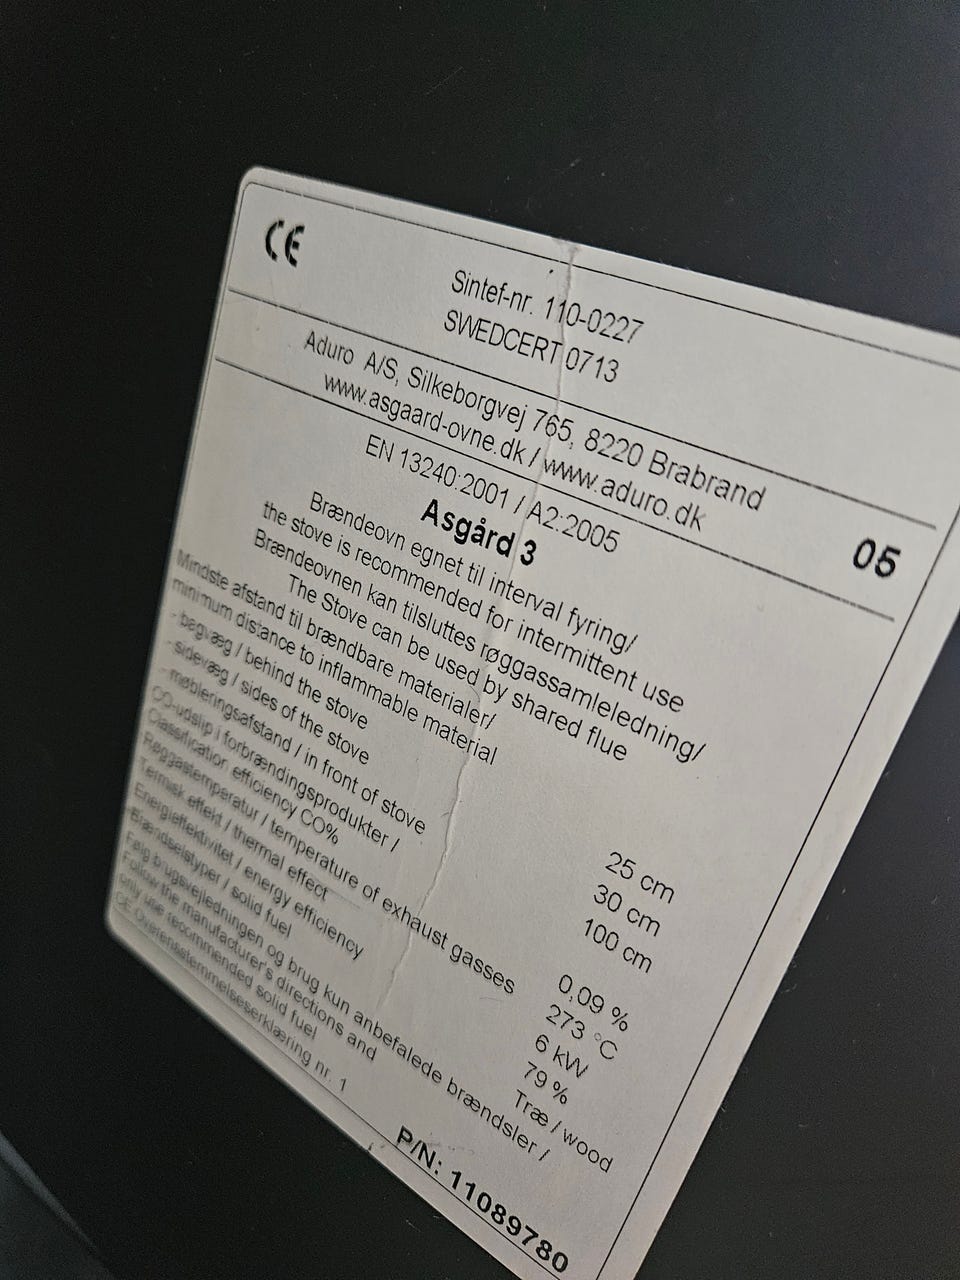 CE
Sintef-nr. 110-0227
SWEDCERT 0713
Aduro A/S, Silkeborgvej 765, 8220 Brabrand
www.asgaard-ovne.dk / www.aduro.dk
05
EN 13240:2001 / A2:2005
Asgård 3
Brændeovn egnet til interval fyring/
the stove is recommended for intermittent use
Brændeovnen kan tilsluttes røggassamleledning/
The Stove can be used by shared flue
Mindste afstand til brændbare materialer/
minimum distance to inflammable material
- bagvæg / behind the stove 25 cm
- sidevæg / sides of the stove 30 cm
- møbleringsafstand / in front of stove 100 cm
CO-udslip i forbrændingsprodukter /
Classification efficiency CO% 0,09 %
Røggastemperatur / temperature of exhaust gasses 273 °C
Termisk effekt / thermal effect 6 kW
Energieffektivitet / energy efficiency 79 %
Brændselstyper / solid fuel Træ / wood
Følg brugsvejledningen og brug kun anbefalede brændsler /
Follow the manufacturer's directions and
only use recommended solid fuel
CE-Overensstemmelseserklæring nr. 1
P/N: 11089780